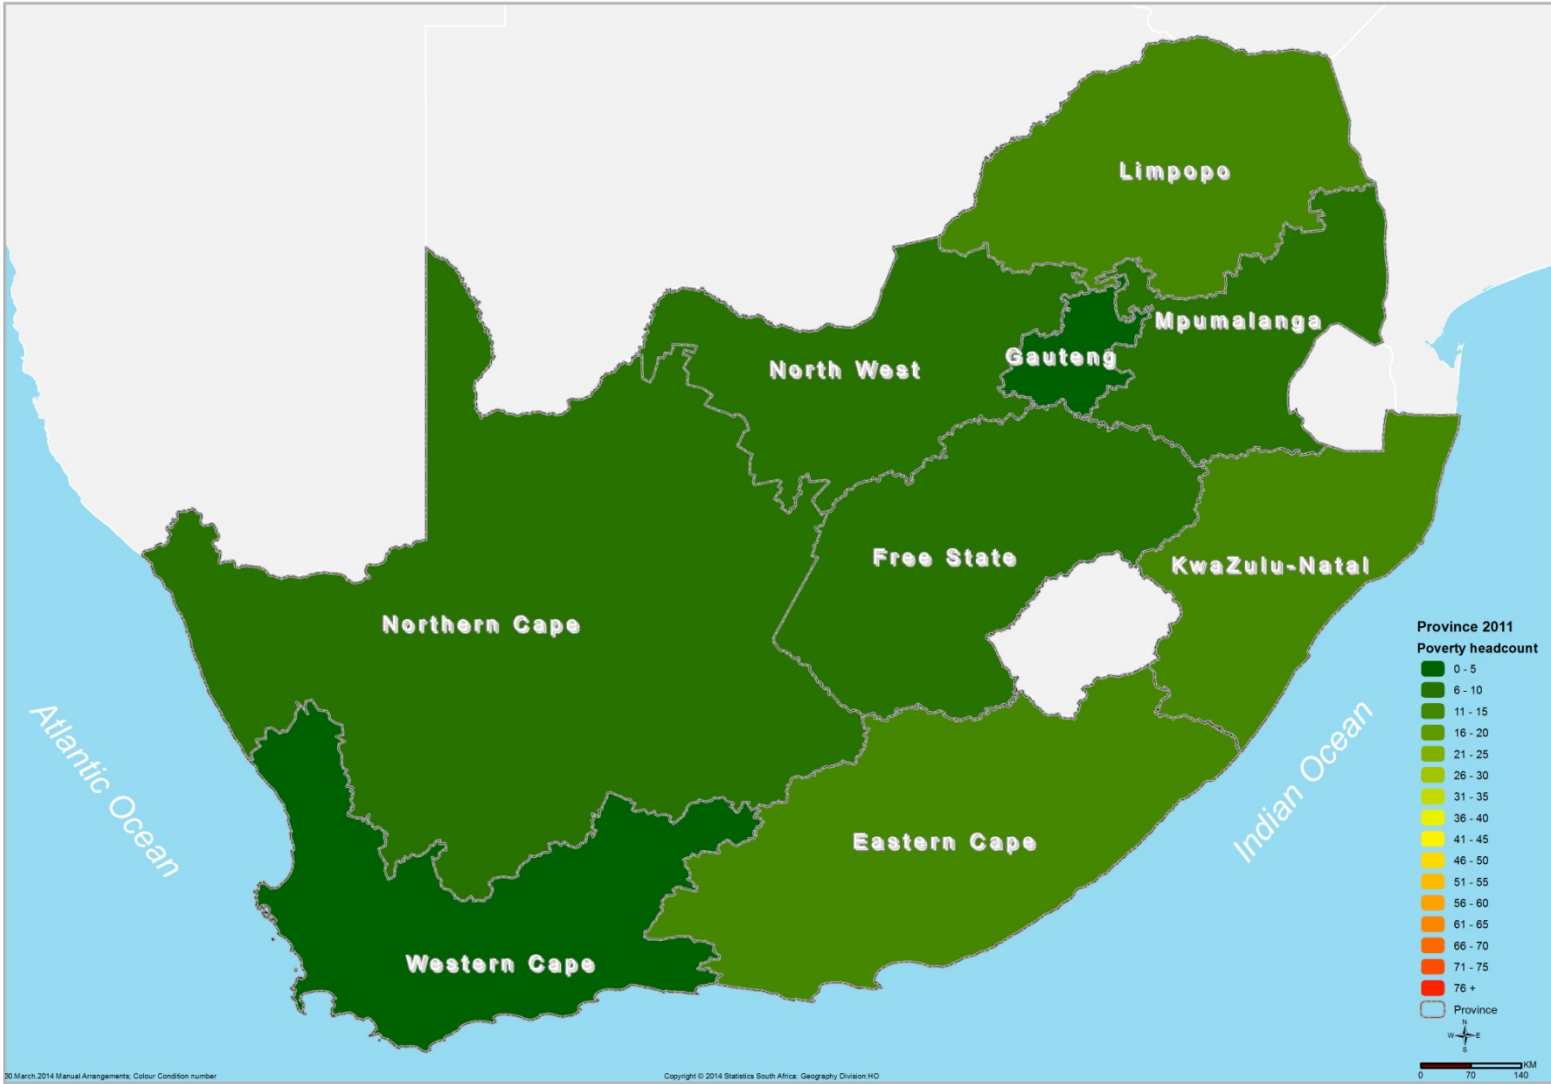 Limpopo
Mpumalanga
Gauteng
North West
Free State
KwaZulu-Natal
Northern Cape
Eastern Cape
Western Cape
Atlantic Ocean
Indian Ocean
Province 2011
Poverty headcount
0 - 5
6 - 10
11 - 15
16 - 20
21 - 25
26 - 30
31 - 35
36 - 40
41 - 45
46 - 50
51 - 55
56 - 60
61 - 65
66 - 70
71 - 75
76 +
Province
N
W E
S
KM
0 70 140
30.March.2014 Manual Arrangements; Colour Condition number
Copyright © 2014 Statistics South Africa: Geography Division:HO